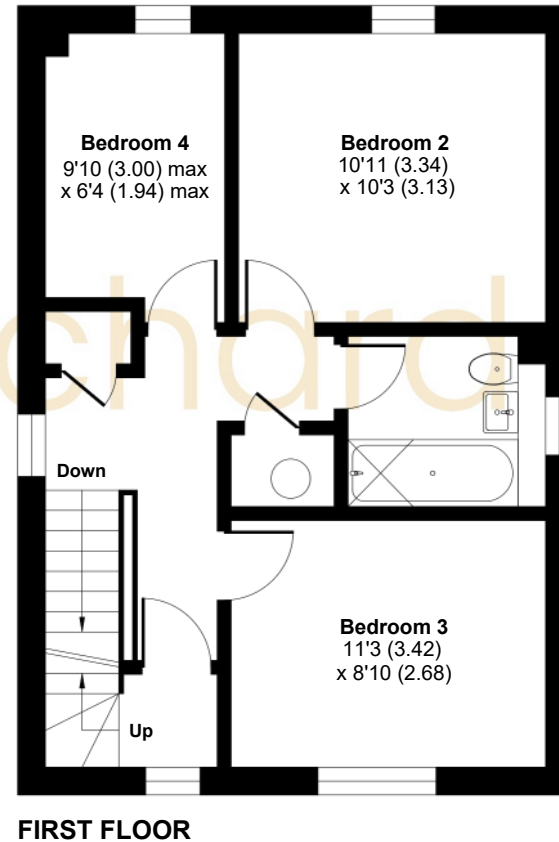 Bedroom 4
9'10 (3.00) max
x 6'4 (1.94) max
Bedroom 2
10'11 (3.34)
x 10'3 (3.13)
chard
Down
Bedroom 3
11'3 (3.42)
x 8'10 (2.68)
Up
FIRST FLOOR